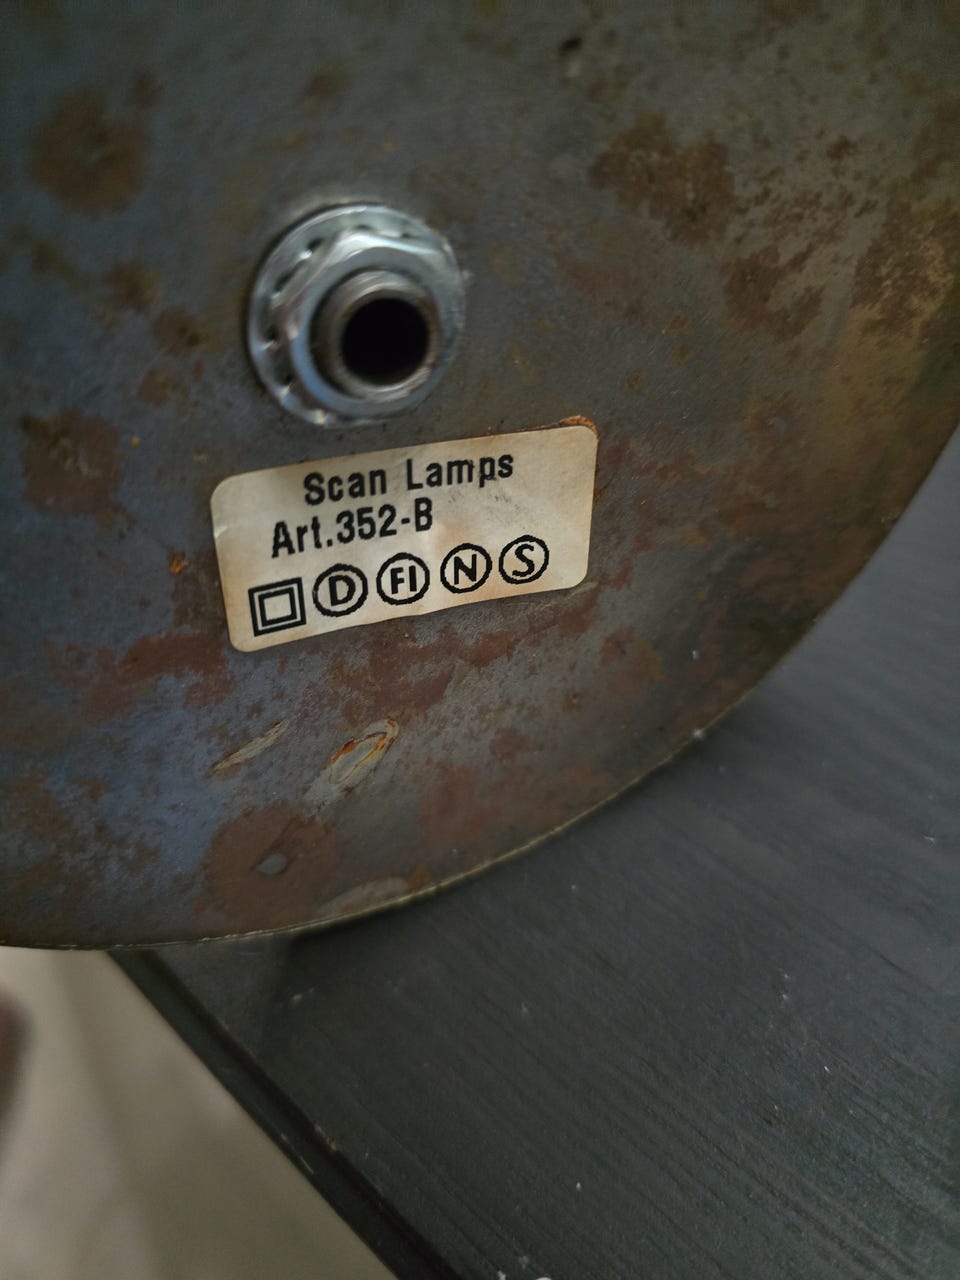 Scan Lamps
Art.352-B
D FI N S